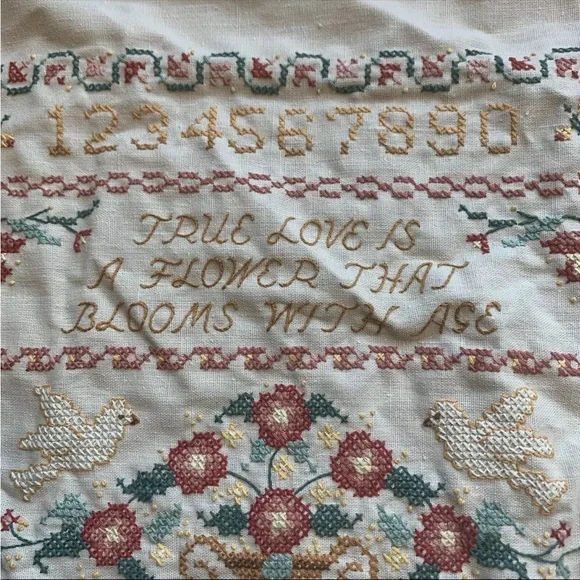 1234567890
TRUE LOVE IS
A FLOWER THAT
BLOOMS WITH AGE